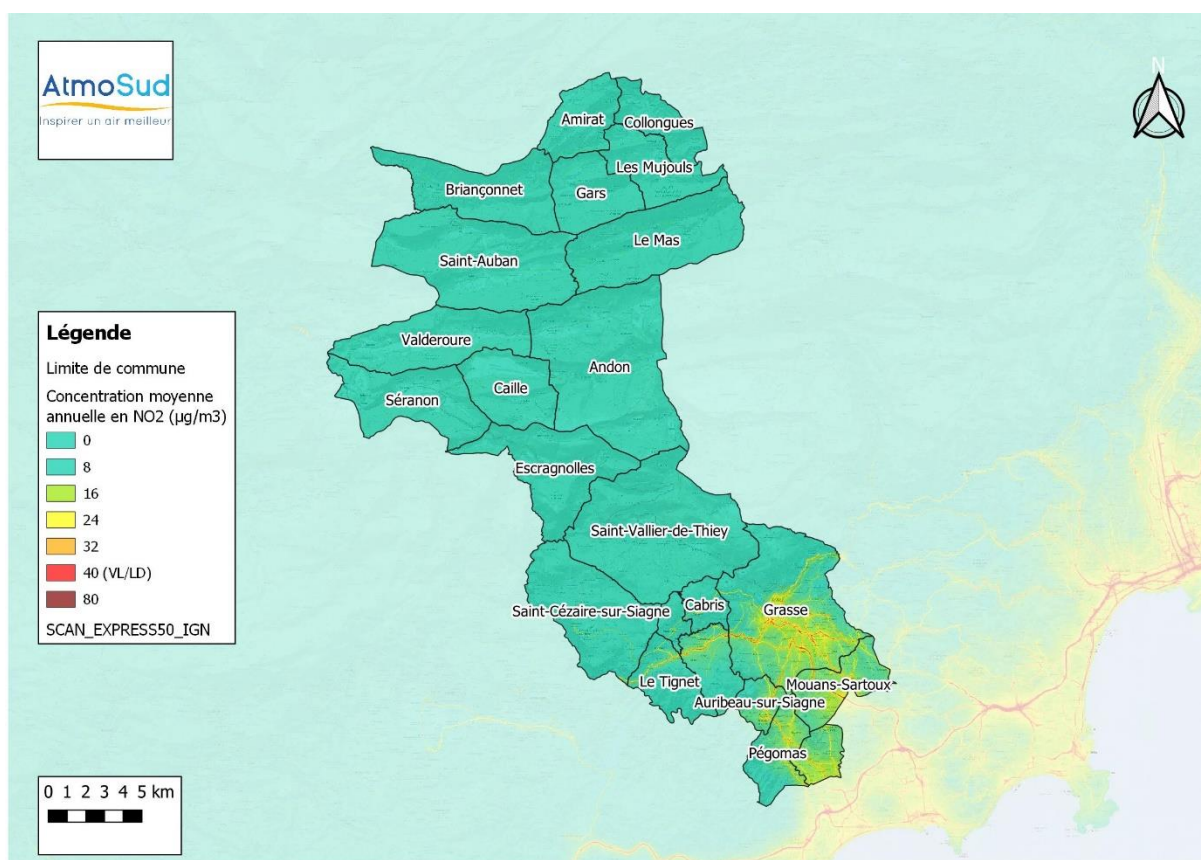 AtmoSud
Inspirer un air meilleur
N
Amirat
Collongues
Les Mujouls
Briançonnet
Gars
Le Mas
Saint-Auban
Valderoure
Andon
Caille
Séranon
Escragnolles
Saint-Vallier-de-Thiey
Saint-Cézaire-sur-Siagne
Cabris
Grasse
Le Tignet
Mouans-Sartoux
Auribeau-sur-Siagne
Pégomas
Légende
Limite de commune
Concentration moyenne
annuelle en NO2 (µg/m3)
0
8
16
24
32
40 (VL/LD)
80
SCAN_EXPRESS50_IGN
0 1 2 3 4 5 km